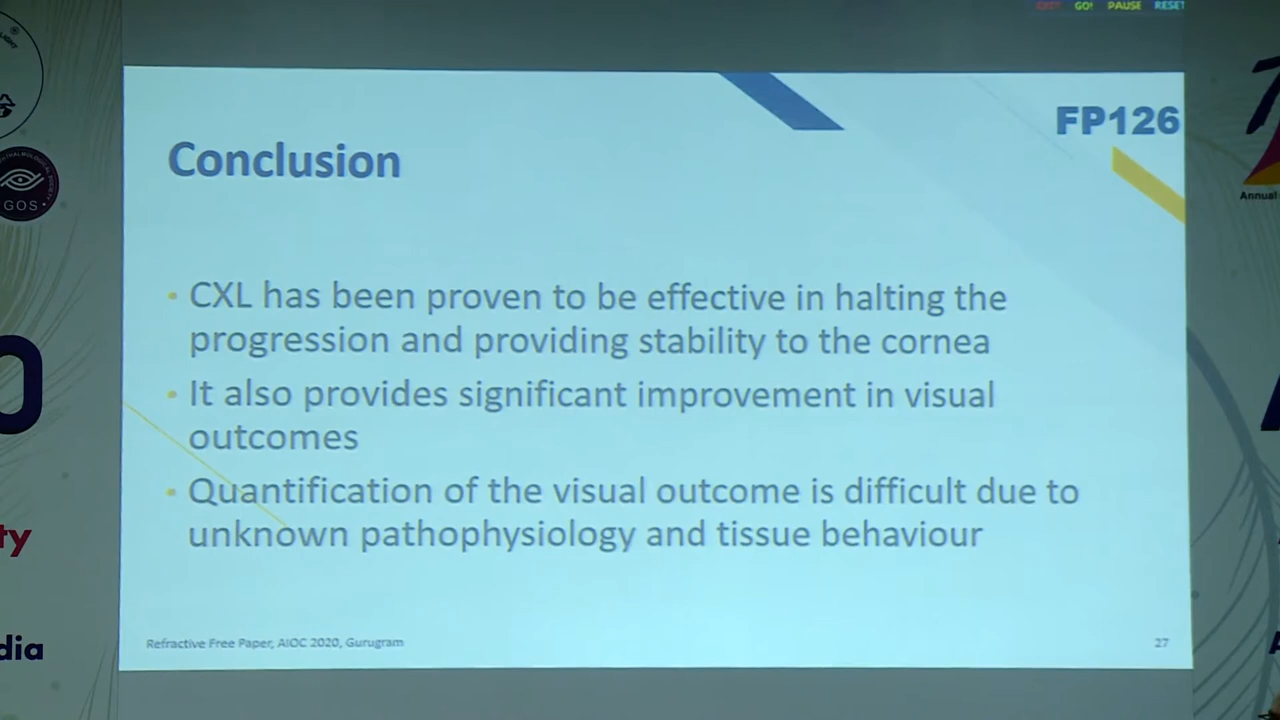 EXIT GO! PAUSE RESET
FP126
Conclusion
• CXL has been proven to be effective in halting the
progression and providing stability to the cornea
• It also provides significant improvement in visual
outcomes
• Quantification of the visual outcome is difficult due to
unknown pathophysiology and tissue behaviour
Refractive Free Paper, AIOC 2020, Gurugram
27
GOS
ty
dia
Annual